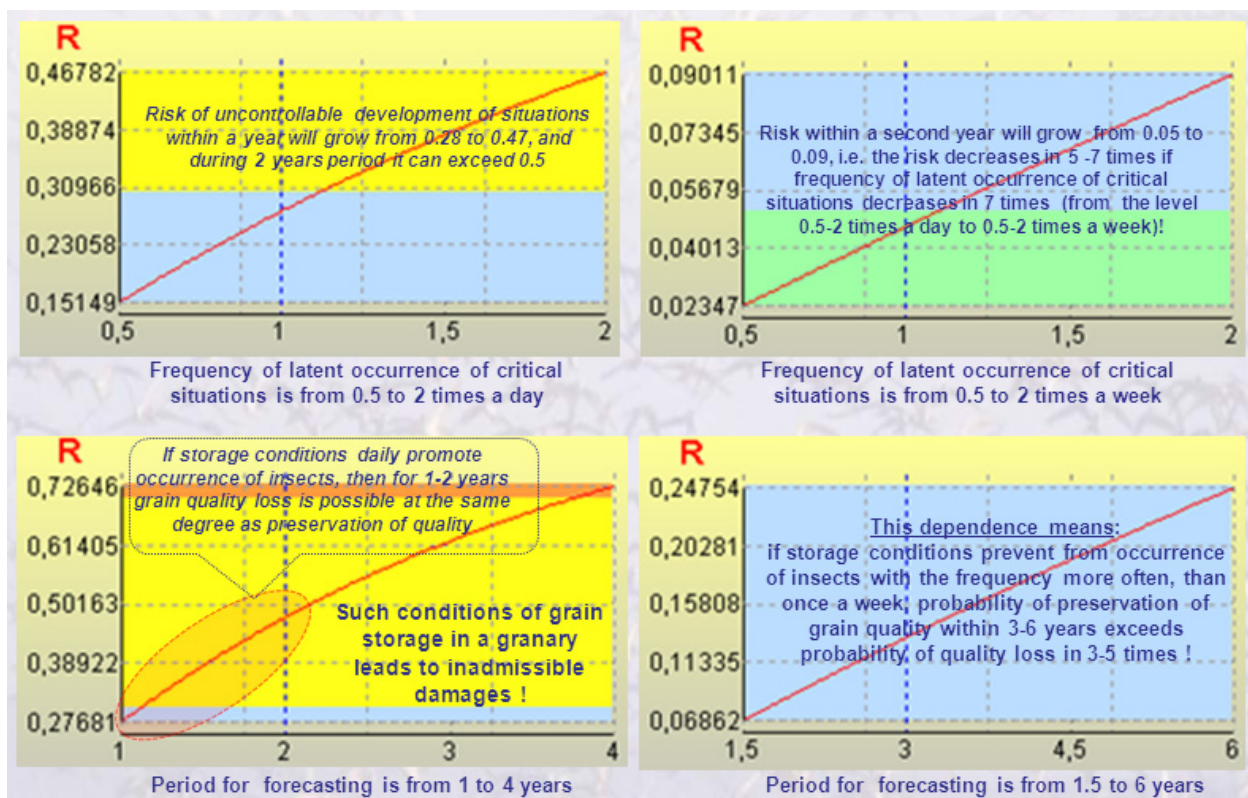 R
0,46782
0,38874
0,30966
0,23058
0,15149
0,5
1
1,5
2
Risk of uncontrollable development of situations
within a year will grow from 0.28 to 0.47, and
during 2 years period it can exceed 0.5
Frequency of latent occurrence of critical
situations is from 0.5 to 2 times a day
R
0,09011
0,07345
0,05679
0,04013
0,02347
0,5
1
1,5
2
Risk within a second year will grow from 0.05 to
0.09, i.e. the risk decreases in 5 -7 times if
frequency of latent occurrence of critical
situations decreases in 7 times (from the level
0.5-2 times a day to 0.5-2 times a week)!
Frequency of latent occurrence of critical
situations is from 0.5 to 2 times a week
R
0,72646
0,61405
0,50163
0,38922
0,27681
1
2
3
4
If storage conditions daily promote
occurrence of insects, then for 1-2 years
grain quality loss is possible at the same
degree as preservation of quality
Such conditions of grain
storage in a granary
leads to inadmissible
damages !
Period for forecasting is from 1 to 4 years
R
0,24754
0,20281
0,15808
0,11335
0,06862
1,5
3
4,5
6
This dependence means:
if storage conditions prevent from occurrence
of insects with the frequency more often, than
once a week, probability of preservation of
grain quality within 3-6 years exceeds
probability of quality loss in 3-5 times !
Period for forecasting is from 1.5 to 6 years